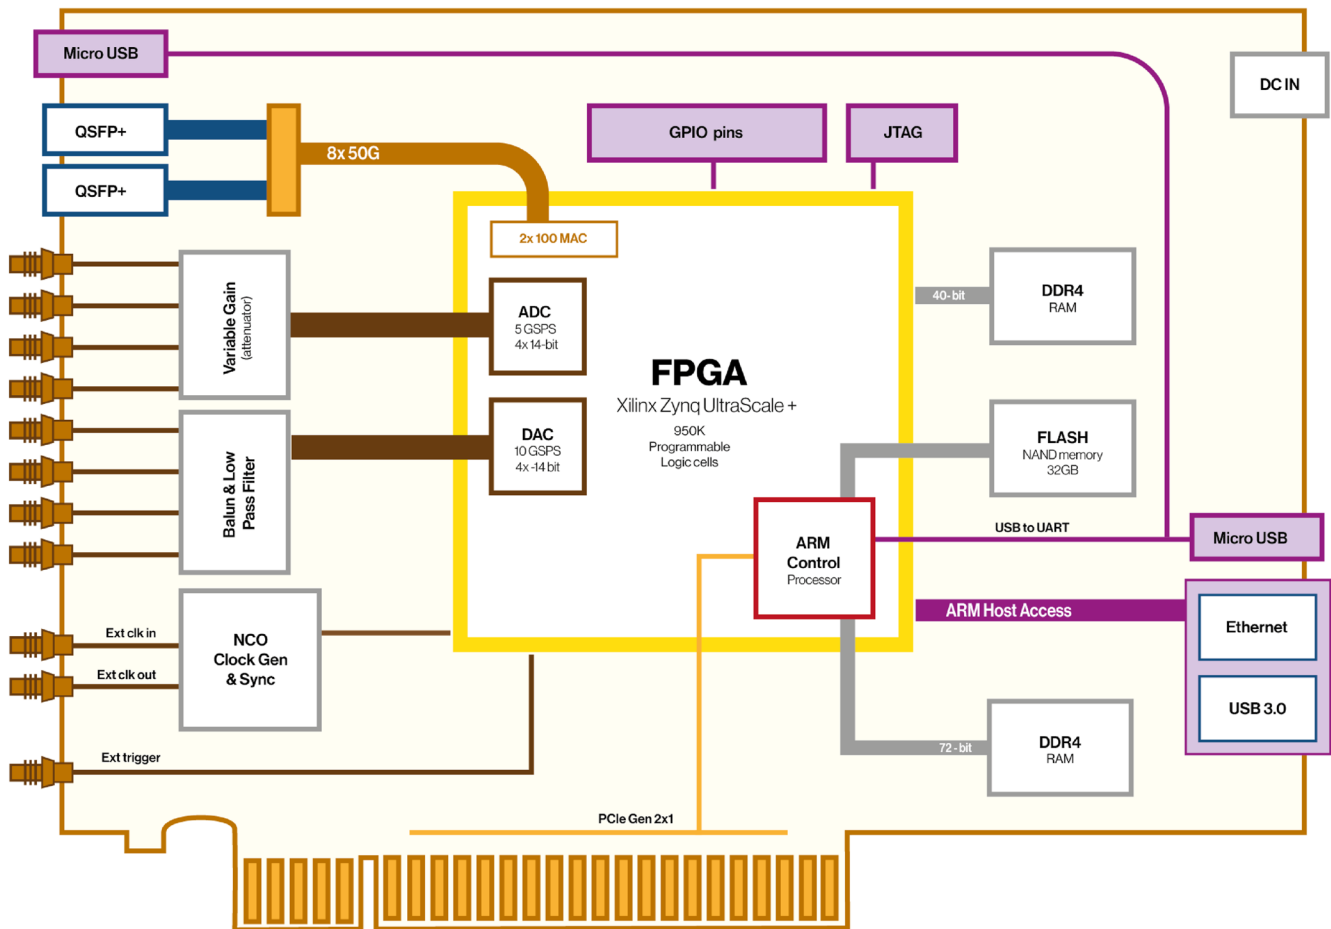 Micro USB
DC IN
QSFP+
8x 50G
GPIO pins
JTAG
QSFP+
2x 100 MAC
Variable Gain
(attenuator)
ADC
5 GSPS
4x 14-bit
40-bit
DDR4
RAM
FPGA
Xilinx Zynq UltraScale +
950K
Programmable
Logic cells
Balun & Low
Pass Filter
DAC
10 GSPS
4x -14 bit
FLASH
NAND memory
32GB
USB to UART
Micro USB
ARM
Control
Processor
ARM Host Access
Ethernet
USB 3.0
Ext clk in
Ext clk out
NCO
Clock Gen
& Sync
72-bit
DDR4
RAM
Ext trigger
PCIe Gen 2x1